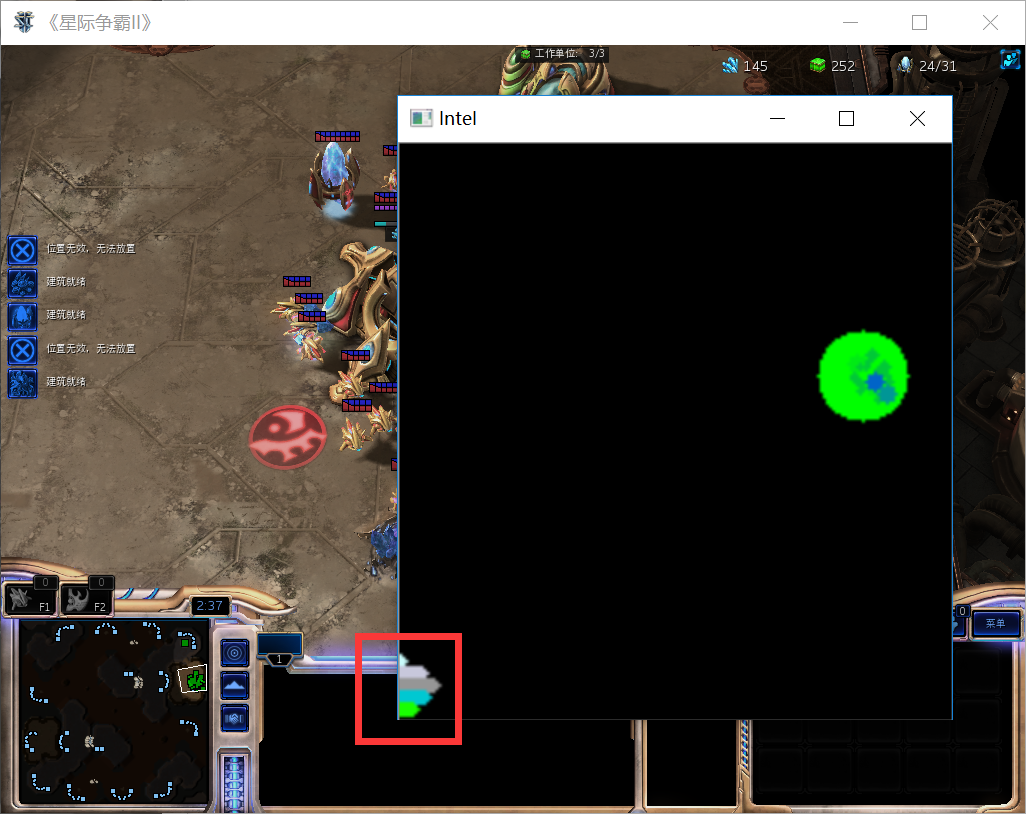 《星际争霸II》
工作单位: 3/3
145
252
24/31
Intel
位置无效，无法放置
建筑就绪
建筑就绪
位置无效，无法放置
建筑就绪
0
F1
0
F2
2:37
1
0
菜单